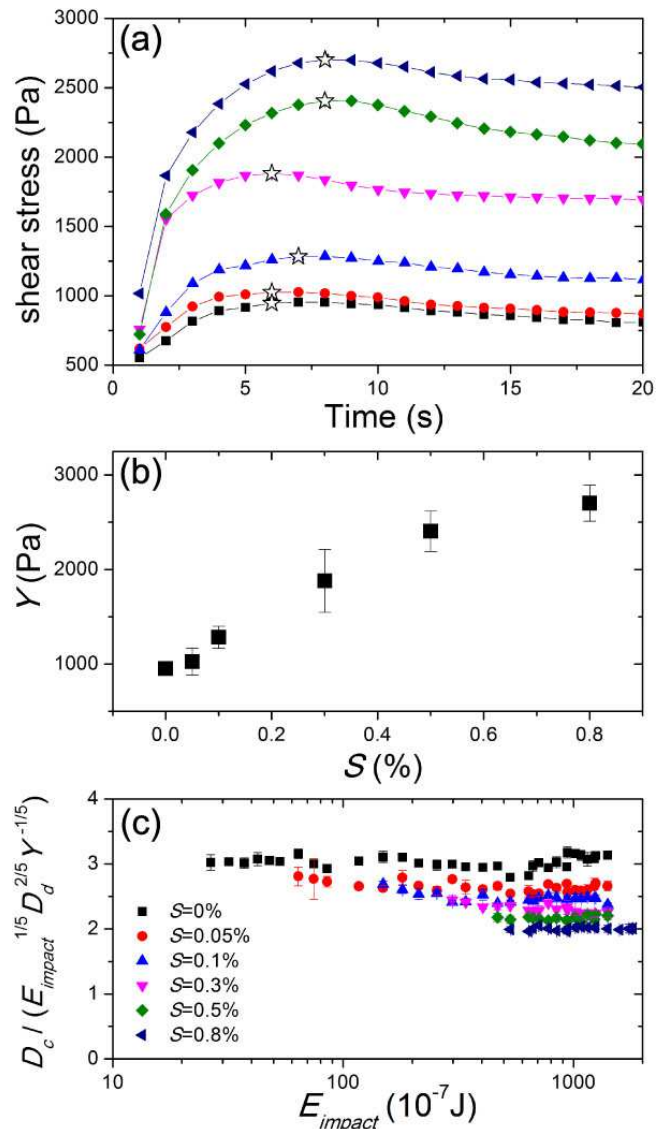 (a)
3000
2500
2000
1500
1000
500
shear stress (Pa)
0
5
10
15
20
Time (s)
(b)
3000
2000
1000
Y (Pa)
0.0
0.2
0.4
0.6
0.8
S (%)
(c)
4
3
2
1
0
D_c / (E_impact^1/5 D_d^2/5 Y^-1/5)
S=0%
S=0.05%
S=0.1%
S=0.3%
S=0.5%
S=0.8%
100
1000
E_impact (10^-7 J)